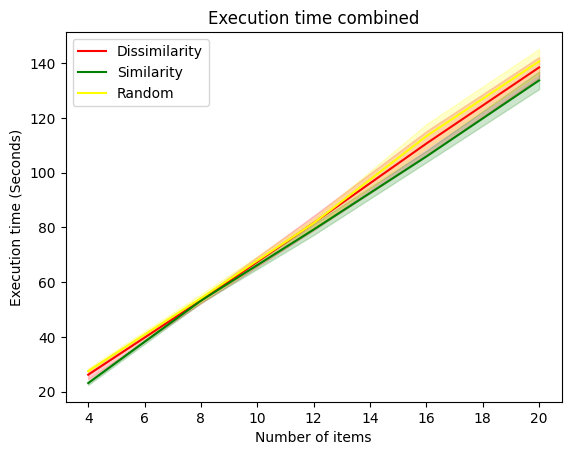 Execution time combined
Dissimilarity
Similarity
Random
Execution time (Seconds)
140
120
100
80
60
40
20
4 6 8 10 12 14 16 18 20
Number of items